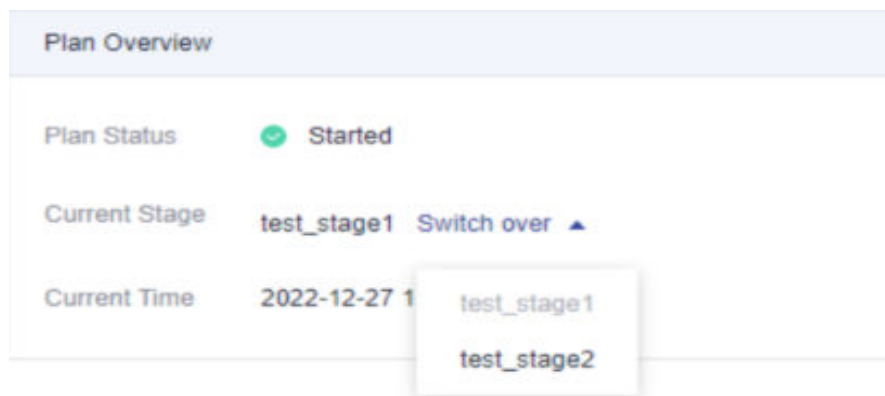 Plan Overview
Plan Status Started
Current Stage test_stage1 Switch over
Current Time 2022-12-27 1
test_stage1
test_stage2